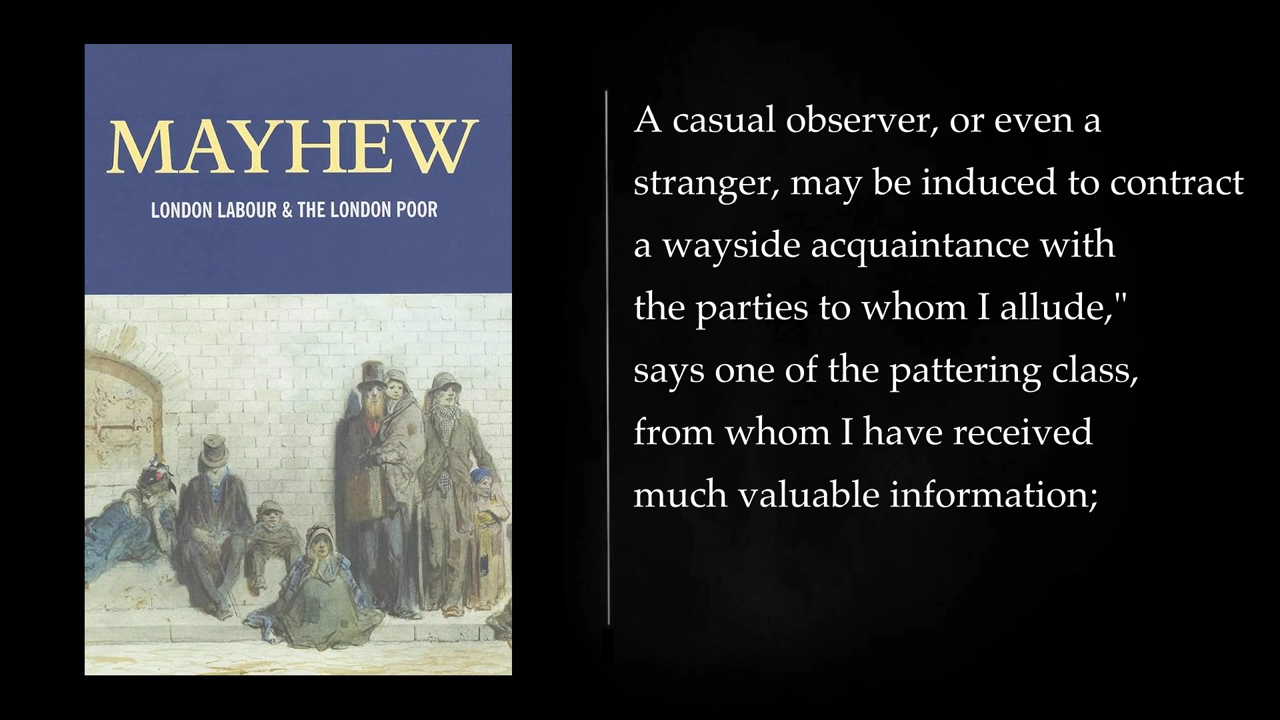 MAYHEW
LONDON LABOUR & THE LONDON POOR
A casual observer, or even a
stranger, may be induced to contract
a wayside acquaintance with
the parties to whom I allude,"
says one of the pattering class,
from whom I have received
much valuable information;